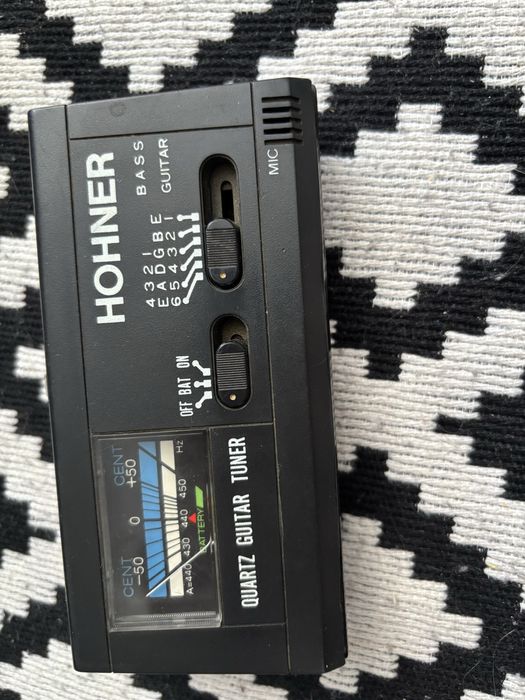 HOHNER
4 3 2 1 BASS
E A D G B E
6 5 4 3 2 1 GUITAR
MIC
OFF BAT ON
CENT CENT
-50 0 +50
A=440 430 440 450 Hz
BATTERY
QUARTZ GUITAR TUNER